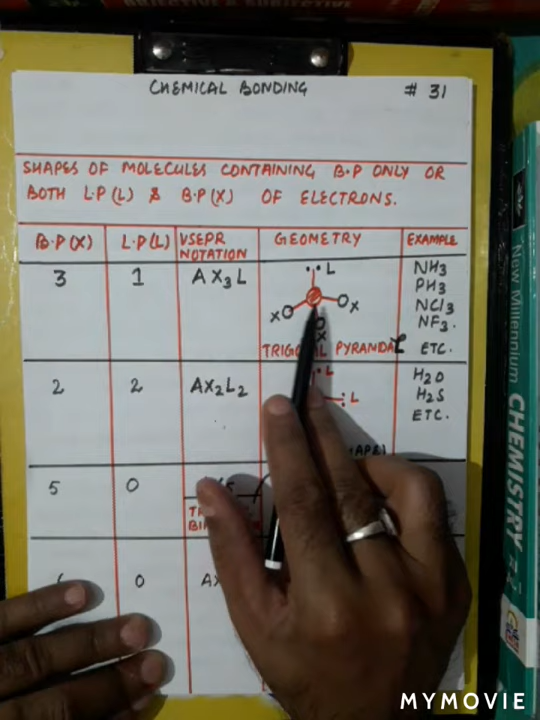 CHEMICAL BONDING # 31
SHAPES OF MOLECULES CONTAINING B.P ONLY OR
BOTH L.P(L) & B.P(X) OF ELECTRONS.
B.P(X) L.P(L) VSEPR NOTATION GEOMETRY EXAMPLE
3 1 AX3L
L
X X
X
TRIGONAL PYRAMIDAL
NH3
PH3
NCl3
NF3.
ETC.
2 2 AX2L2
L
:L
H2O
H2S
ETC.
5 0
0 AX
"New Millennium"
CHEMISTRY
MYMOVIE